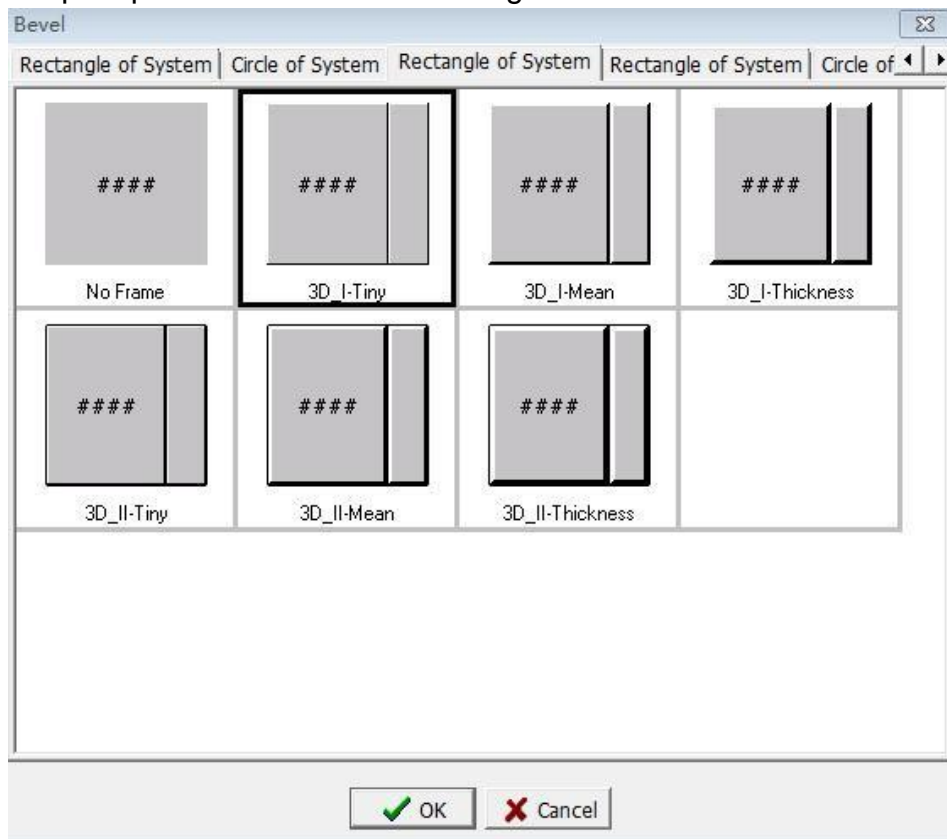 Bevel
Rectangle of System Circle of System Rectangle of System Rectangle of System Circle of
#### #### #### ####
No Frame 3D_I-Tiny 3D_I-Mean 3D_I-Thickness
#### #### ####
3D_II-Tiny 3D_II-Mean 3D_II-Thickness
OK Cancel